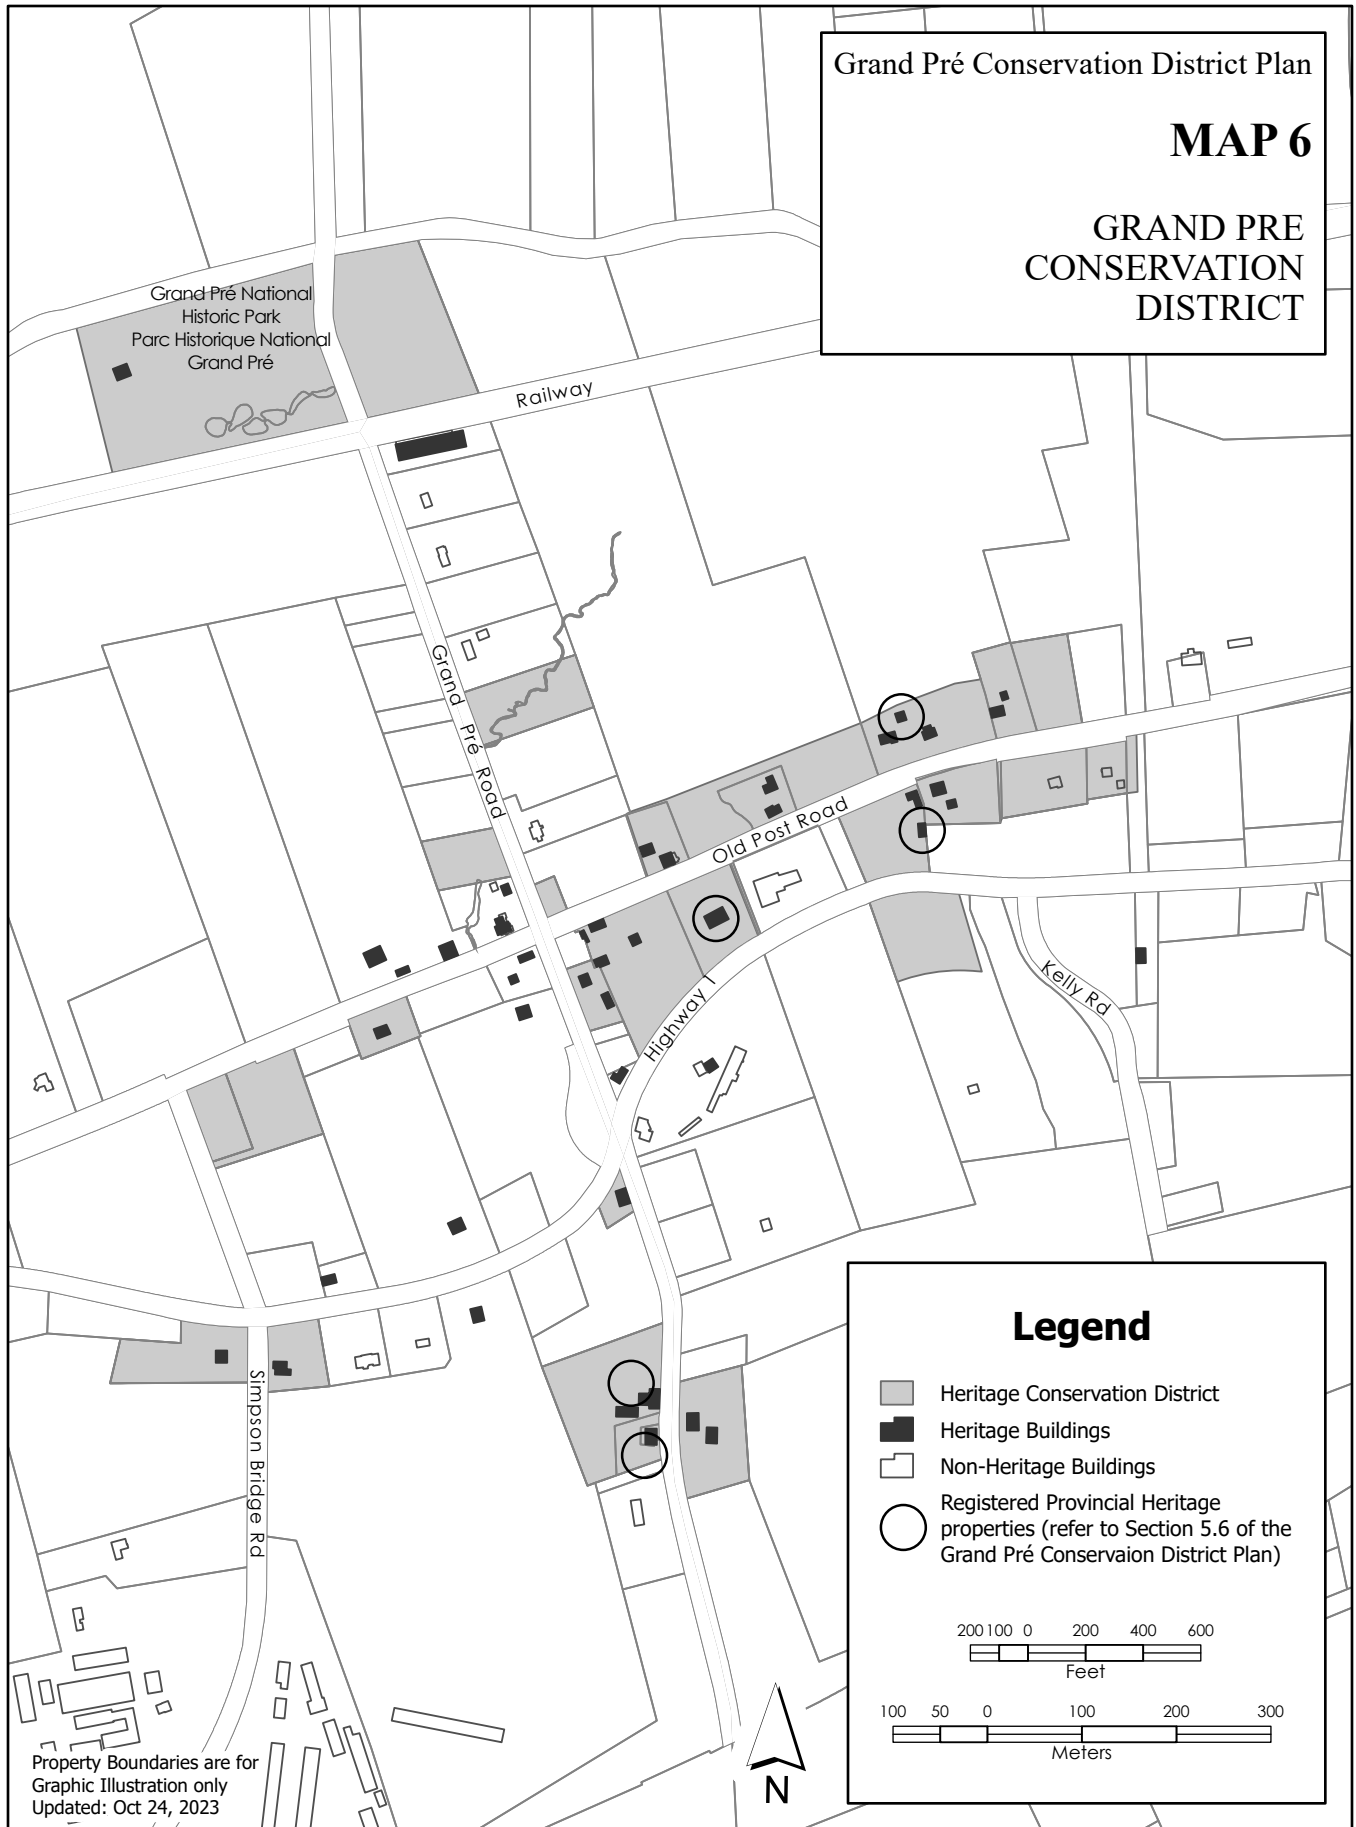 Grand Pré Conservation District Plan
MAP 6
GRAND PRE
CONSERVATION
DISTRICT
Grand Pré National
Historic Park
Parc Historique National
Grand Pré
Railway
Grand Pré Road
Old Post Road
Highway 1
Kelly Rd
Simpson Bridge Rd
Legend
Heritage Conservation District
Heritage Buildings
Non-Heritage Buildings
Registered Provincial Heritage
properties (refer to Section 5.6 of the
Grand Pré Conservaion District Plan)
200 100 0 200 400 600
Feet
100 50 0 100 200 300
Meters
N
Property Boundaries are for
Graphic Illustration only
Updated: Oct 24, 2023